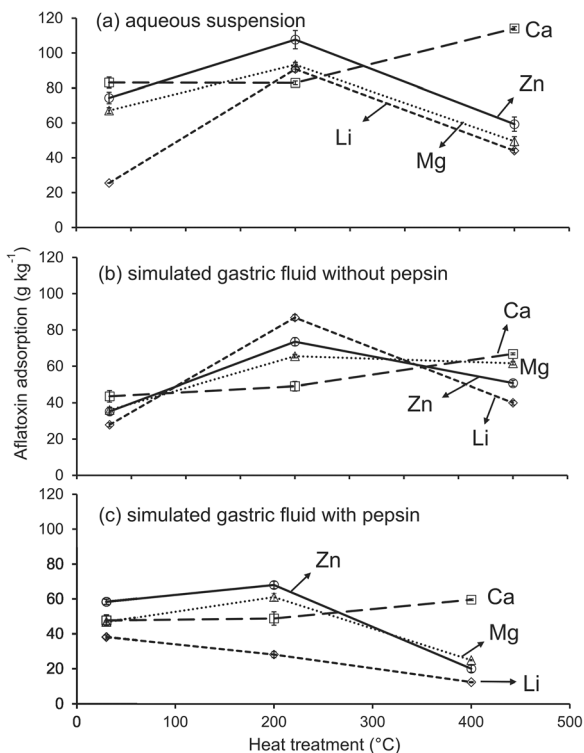 (a) aqueous suspension
120
100
80
60
40
20
0
Ca
Zn
Li
Mg
(b) simulated gastric fluid without pepsin
120
100
80
60
40
20
0
Ca
Mg
Zn
Li
Aflatoxin adsorption (g kg⁻¹)
(c) simulated gastric fluid with pepsin
120
100
80
60
40
20
0
Zn
Ca
Mg
Li
0 100 200 300 400 500
Heat treatment (°C)